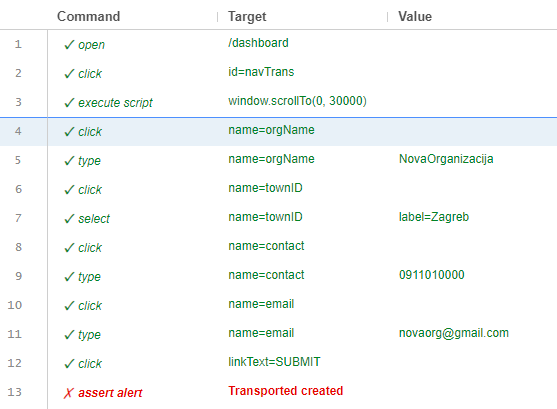 Command Target Value
1 ✓ open /dashboard
2 ✓ click id=navTrans
3 ✓ execute script window.scrollTo(0, 30000)
4 ✓ click name=orgName
5 ✓ type name=orgName NovaOrganizacija
6 ✓ click name=townID
7 ✓ select name=townID label=Zagreb
8 ✓ click name=contact
9 ✓ type name=contact 0911010000
10 ✓ click name=email
11 ✓ type name=email novaorg@gmail.com
12 ✓ click linkText=SUBMIT
13 ✗ assert alert Transported created